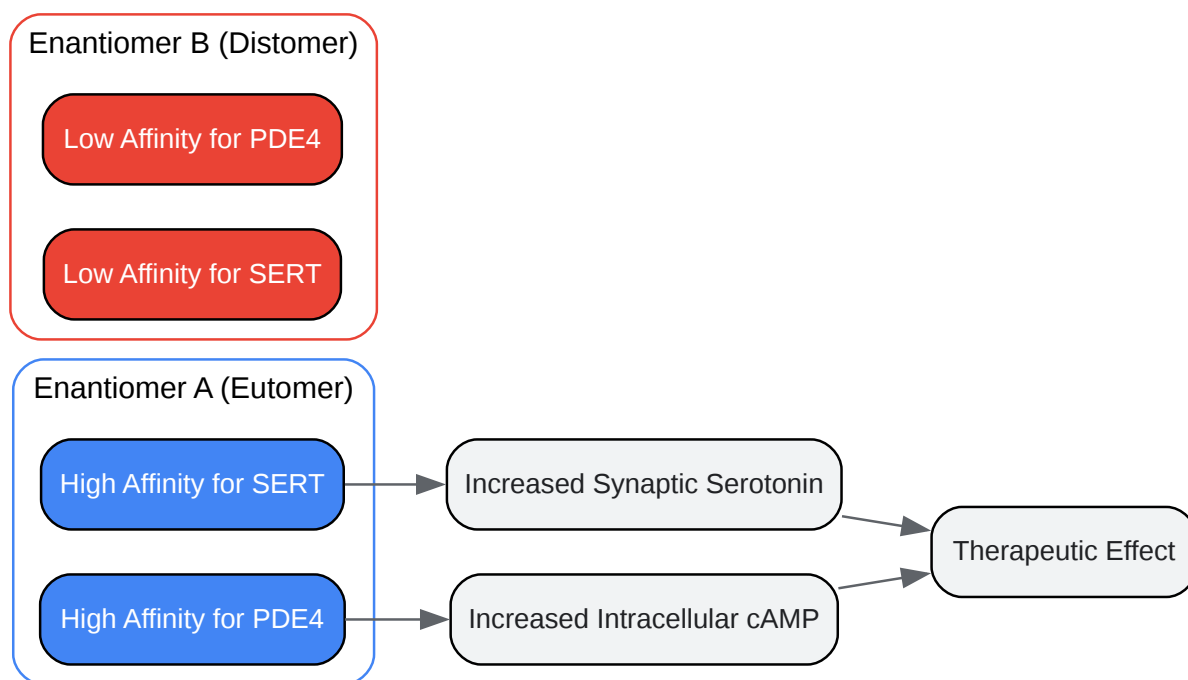 Enantiomer B (Distomer)
Low Affinity for PDE4
Low Affinity for SERT
Enantiomer A (Eutomer)
High Affinity for SERT
Increased Synaptic Serotonin
Therapeutic Effect
High Affinity for PDE4
Increased Intracellular cAMP